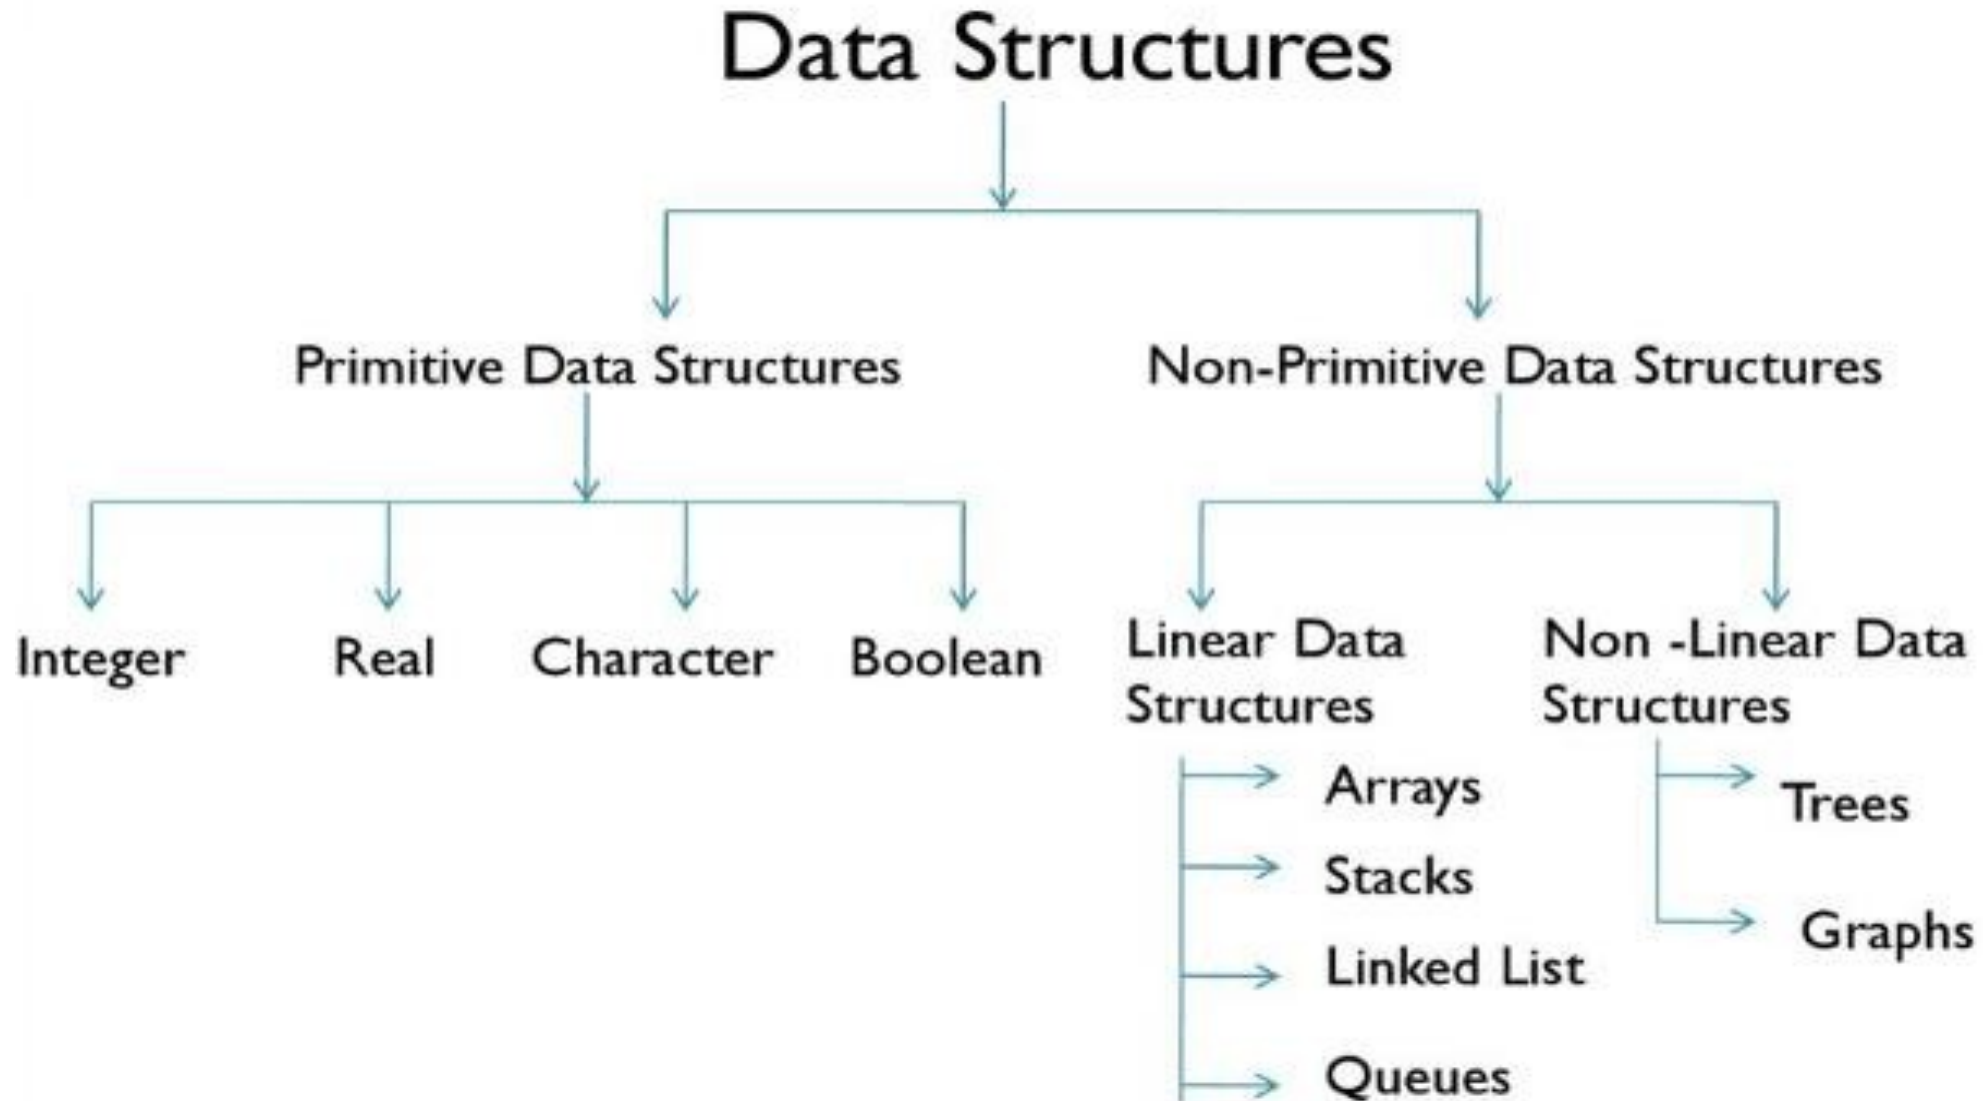 Data Structures
Primitive Data Structures
Non-Primitive Data Structures
Integer
Real
Character
Boolean
Linear Data
Structures
Arrays
Stacks
Linked List
Queues
Non -Linear Data
Structures
Trees
Graphs